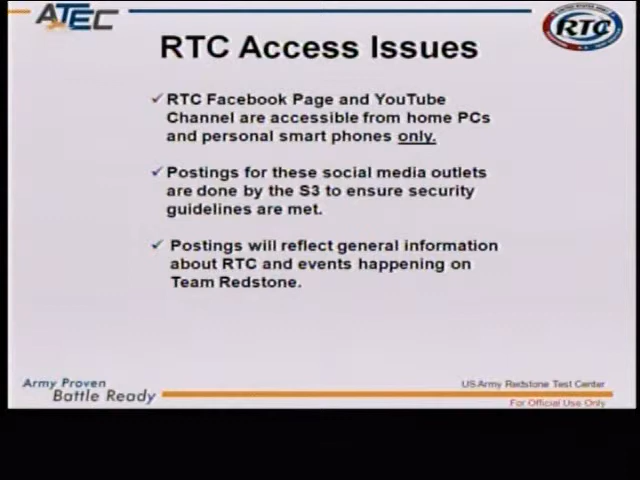 ATEC
RTC
RTC Access Issues
✓ RTC Facebook Page and YouTube
Channel are accessible from home PCs
and personal smart phones only.
✓ Postings for these social media outlets
are done by the S3 to ensure security
guidelines are met.
✓ Postings will reflect general information
about RTC and events happening on
Team Redstone.
Army Proven
Battle Ready
US Army Redstone Test Center
For Official Use Only